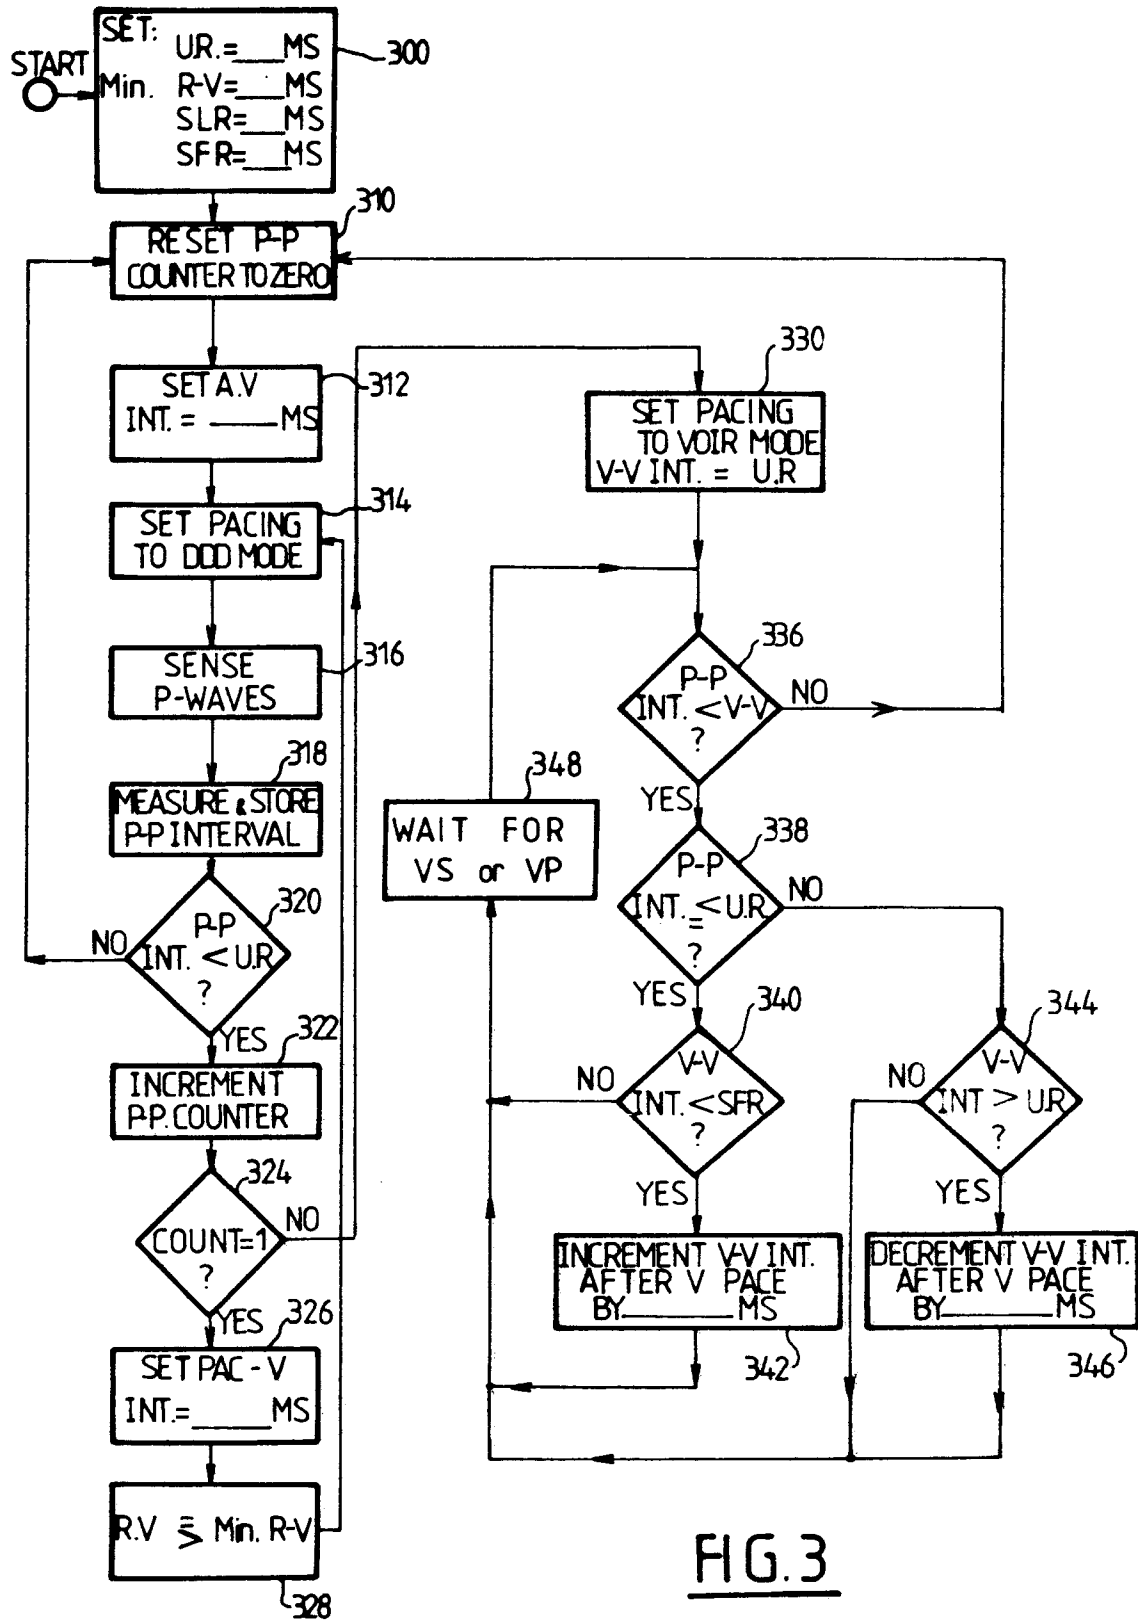 START
SET:
U.R.=___MS
300
Min. R-V=___MS
SLR=___MS
SFR=___MS
310
RESET P-P
COUNTER TO ZERO
312
SET A.V
INT. = ____MS
314
SET PACING
TO DDD MODE
316
SENSE
P-WAVES
318
MEASURE & STORE
P-P INTERVAL
320
P-P
INT. < U.R
?
NO
YES
322
INCREMENT
P-P. COUNTER
324
COUNT=1
?
NO
YES
326
SET PAC-V
INT.=_____MS
R.V ≧ Min. R-V
328
330
SET PACING
TO VOIR MODE
V-V INT. = U.R
336
P-P
INT. < V-V
?
NO
YES
348
WAIT FOR
VS or VP
338
P-P
INT. = < U.R.
?
NO
YES
340
V-V
INT. < SFR
?
NO
YES
344
V-V
INT > U.R
?
NO
YES
INCREMENT V-V INT.
AFTER V PACE
BY______MS
342
DECREMENT V-V INT.
AFTER V PACE
BY______MS
346
FIG. 3